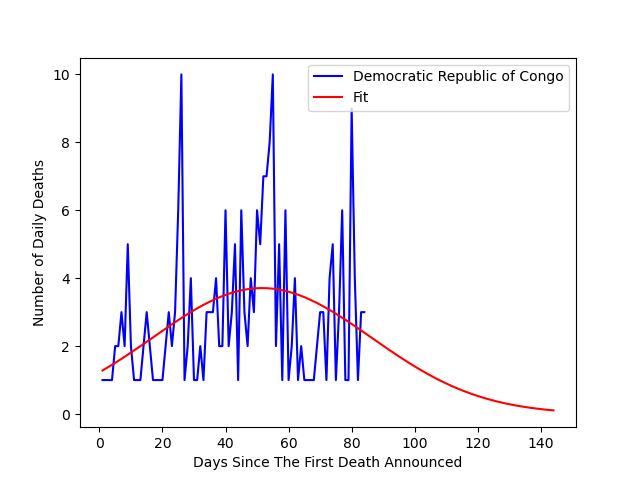 Democratic Republic of Congo
Fit
10
8
6
4
2
0
Number of Daily Deaths
0 20 40 60 80 100 120 140
Days Since The First Death Announced